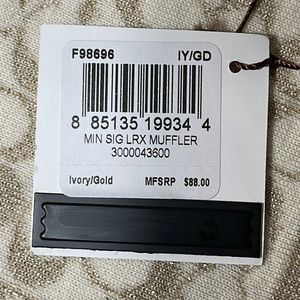 F98696 IY/GD
8 85135 19934 4
MIN SIG LRX MUFFLER
3000043600
Ivory/Gold MFSRP $88.00